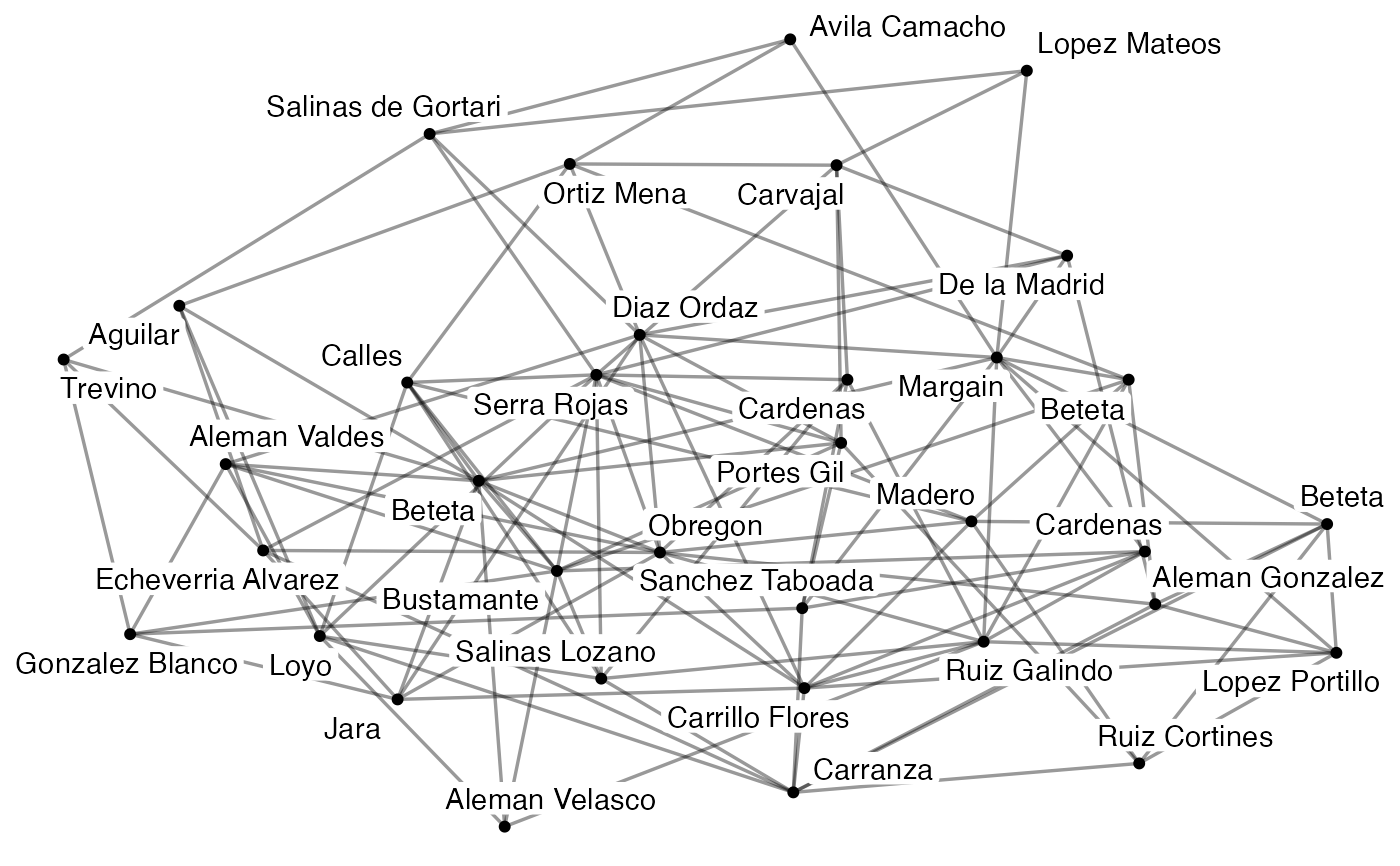 Avila Camacho
Lopez Mateos
Salinas de Gortari
Ortiz Mena
Carvajal
De la Madrid
Diaz Ordaz
Aguilar
Calles
Trevino
Margain
Serra Rojas
Cardenas
Beteta
Aleman Valdes
Portes Gil
Madero
Beteta
Beteta
Obregon
Cardenas
Echeverria Alvarez
Sanchez Taboada
Aleman Gonzalez
Bustamante
Salinas Lozano
Gonzalez Blanco
Loyo
Ruiz Galindo
Lopez Portillo
Carrillo Flores
Jara
Ruiz Cortines
Carranza
Aleman Velasco